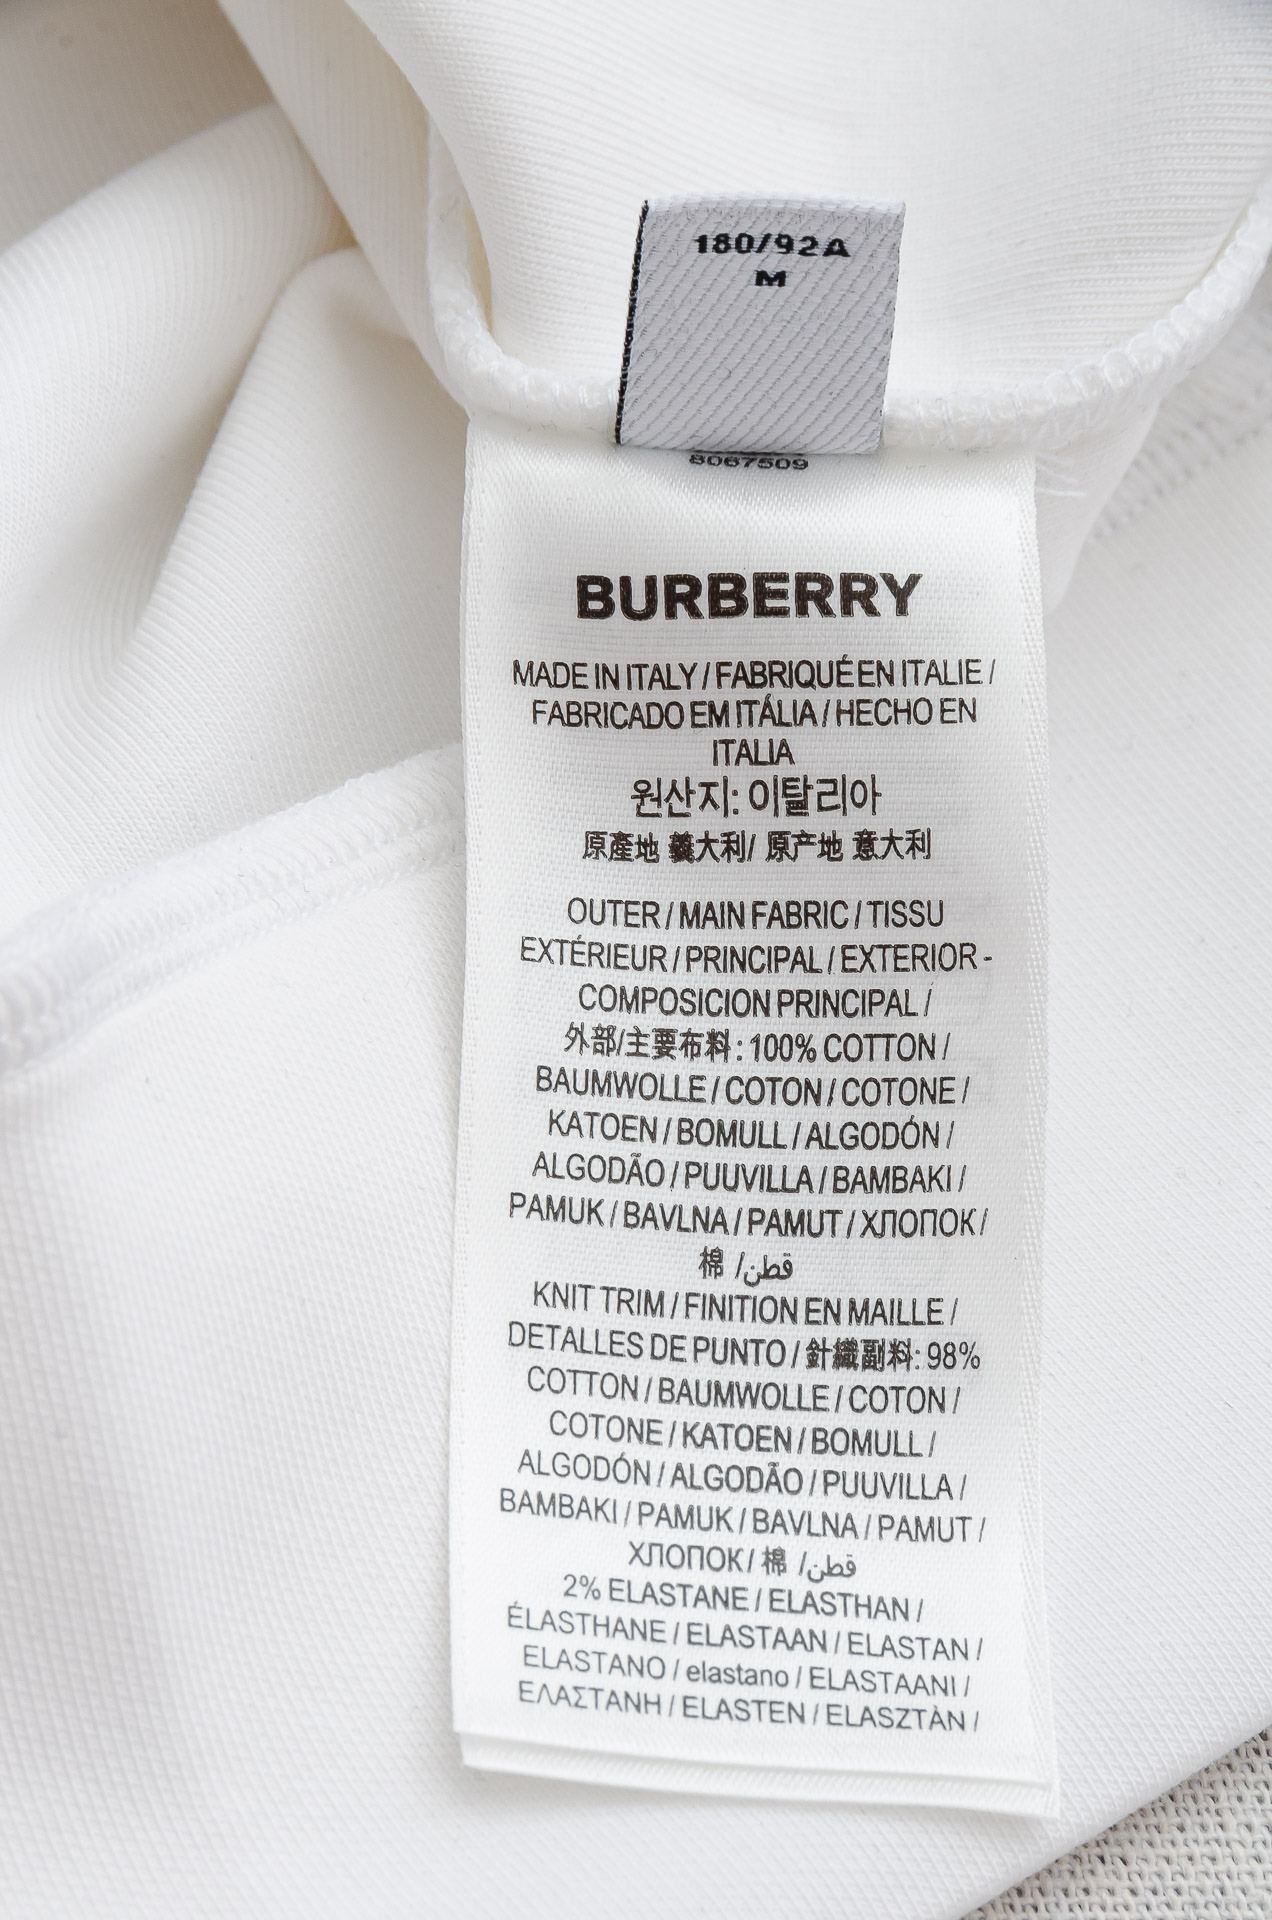 180/92A
M
8067509
BURBERRY
MADE IN ITALY / FABRIQUÉ EN ITALIE /
FABRICADO EM ITÁLIA / HECHO EN
ITALIA
원산지: 이탈리아
原產地 義大利/ 原产地 意大利
OUTER / MAIN FABRIC / TISSU
EXTÉRIEUR / PRINCIPAL / EXTERIOR -
COMPOSICION PRINCIPAL /
外部/主要布料: 100% COTTON /
BAUMWOLLE / COTON / COTONE /
KATOEN / BOMULL / ALGODÓN /
ALGODÃO / PUUVILLA / BAMBAKI /
PAMUK / BAVLNA / PAMUT / ХЛОПОК /
棉 /قطن
KNIT TRIM / FINITION EN MAILLE /
DETALLES DE PUNTO / 針織副料: 98%
COTTON / BAUMWOLLE / COTON /
COTONE / KATOEN / BOMULL /
ALGODÓN / ALGODÃO / PUUVILLA /
BAMBAKI / PAMUK / BAVLNA / PAMUT /
ХЛОПОК / 棉 /قطن
2% ELASTANE / ELASTHAN /
ÉLASTHANE / ELASTAAN / ELASTAN /
ELASTANO / elastano / ELASTAANI /
ΕΛΑΣΤΑΝΗ / ELASTEN / ELASZTÀN /